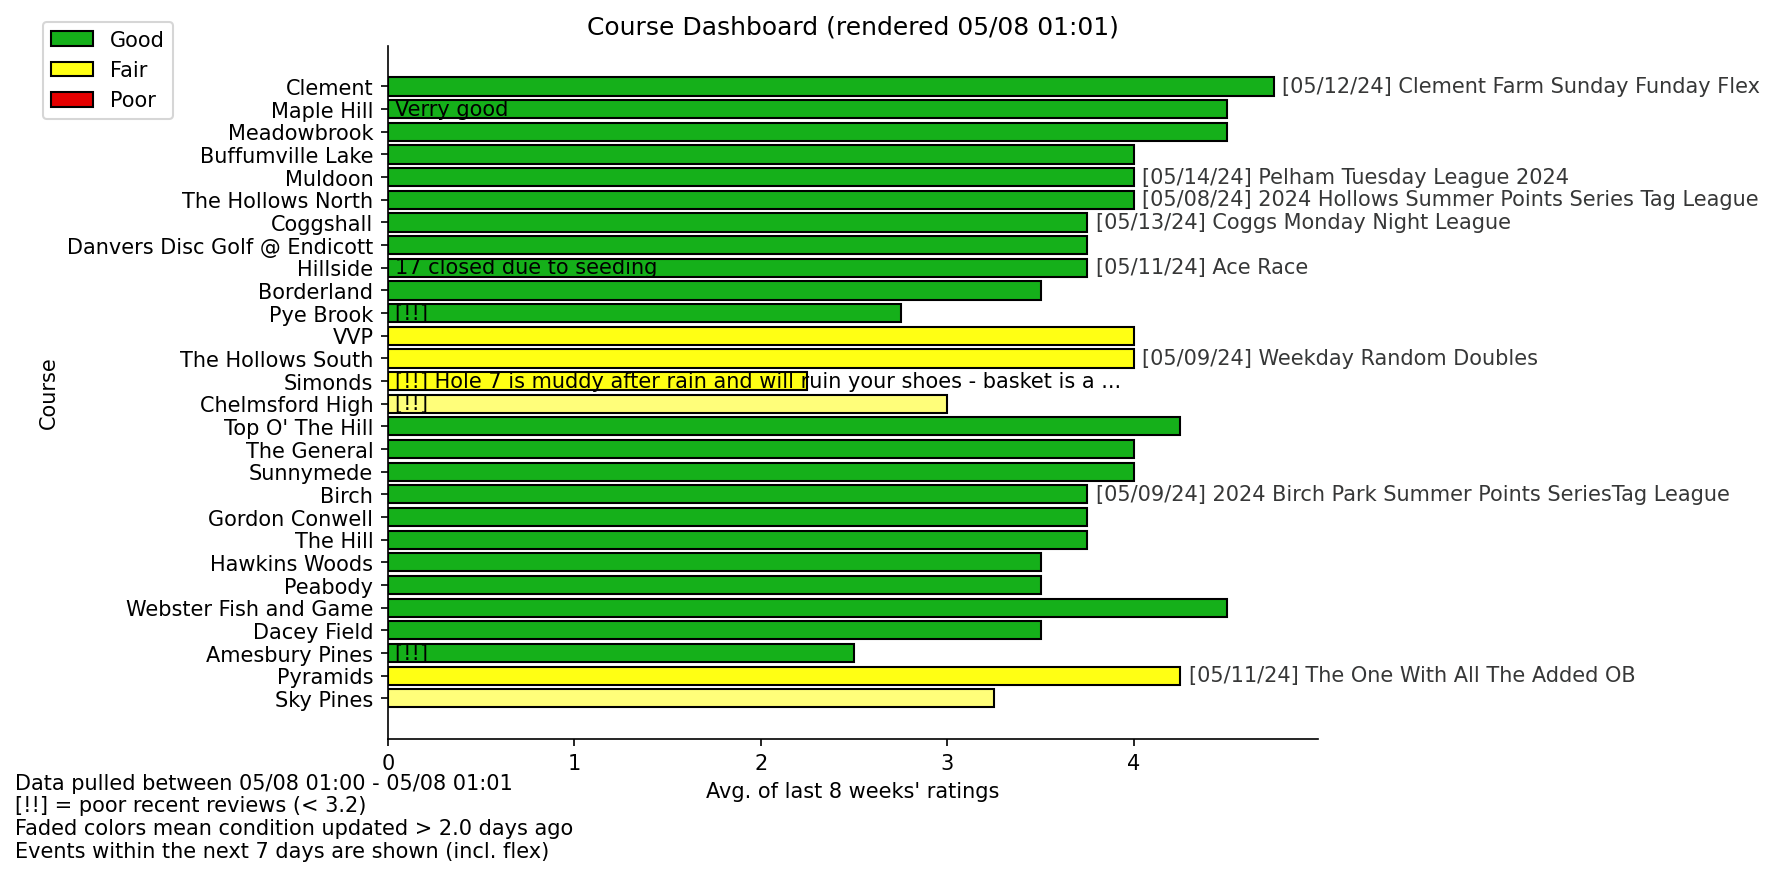 Course Dashboard (rendered 05/08 01:01)
Good
Fair
Poor
Clement [05/12/24] Clement Farm Sunday Funday Flex
Maple Hill Verry good
Meadowbrook
Buffumville Lake
Muldoon [05/14/24] Pelham Tuesday League 2024
The Hollows North [05/08/24] 2024 Hollows Summer Points Series Tag League
Coggshall [05/13/24] Coggs Monday Night League
Danvers Disc Golf @ Endicott
Hillside 17 closed due to seeding [05/11/24] Ace Race
Borderland
Pye Brook [!!]
VVP
The Hollows South [05/09/24] Weekday Random Doubles
Simonds [!!] Hole 7 is muddy after rain and will ruin your shoes - basket is a ...
Chelmsford High [!!]
Top O' The Hill
The General
Sunnymede
Birch [05/09/24] 2024 Birch Park Summer Points SeriesTag League
Gordon Conwell
The Hill
Hawkins Woods
Peabody
Webster Fish and Game
Dacey Field
Amesbury Pines [!!]
Pyramids [05/11/24] The One With All The Added OB
Sky Pines
Course
0 1 2 3 4
Avg. of last 8 weeks' ratings
Data pulled between 05/08 01:00 - 05/08 01:01
[!!] = poor recent reviews (< 3.2)
Faded colors mean condition updated > 2.0 days ago
Events within the next 7 days are shown (incl. flex)